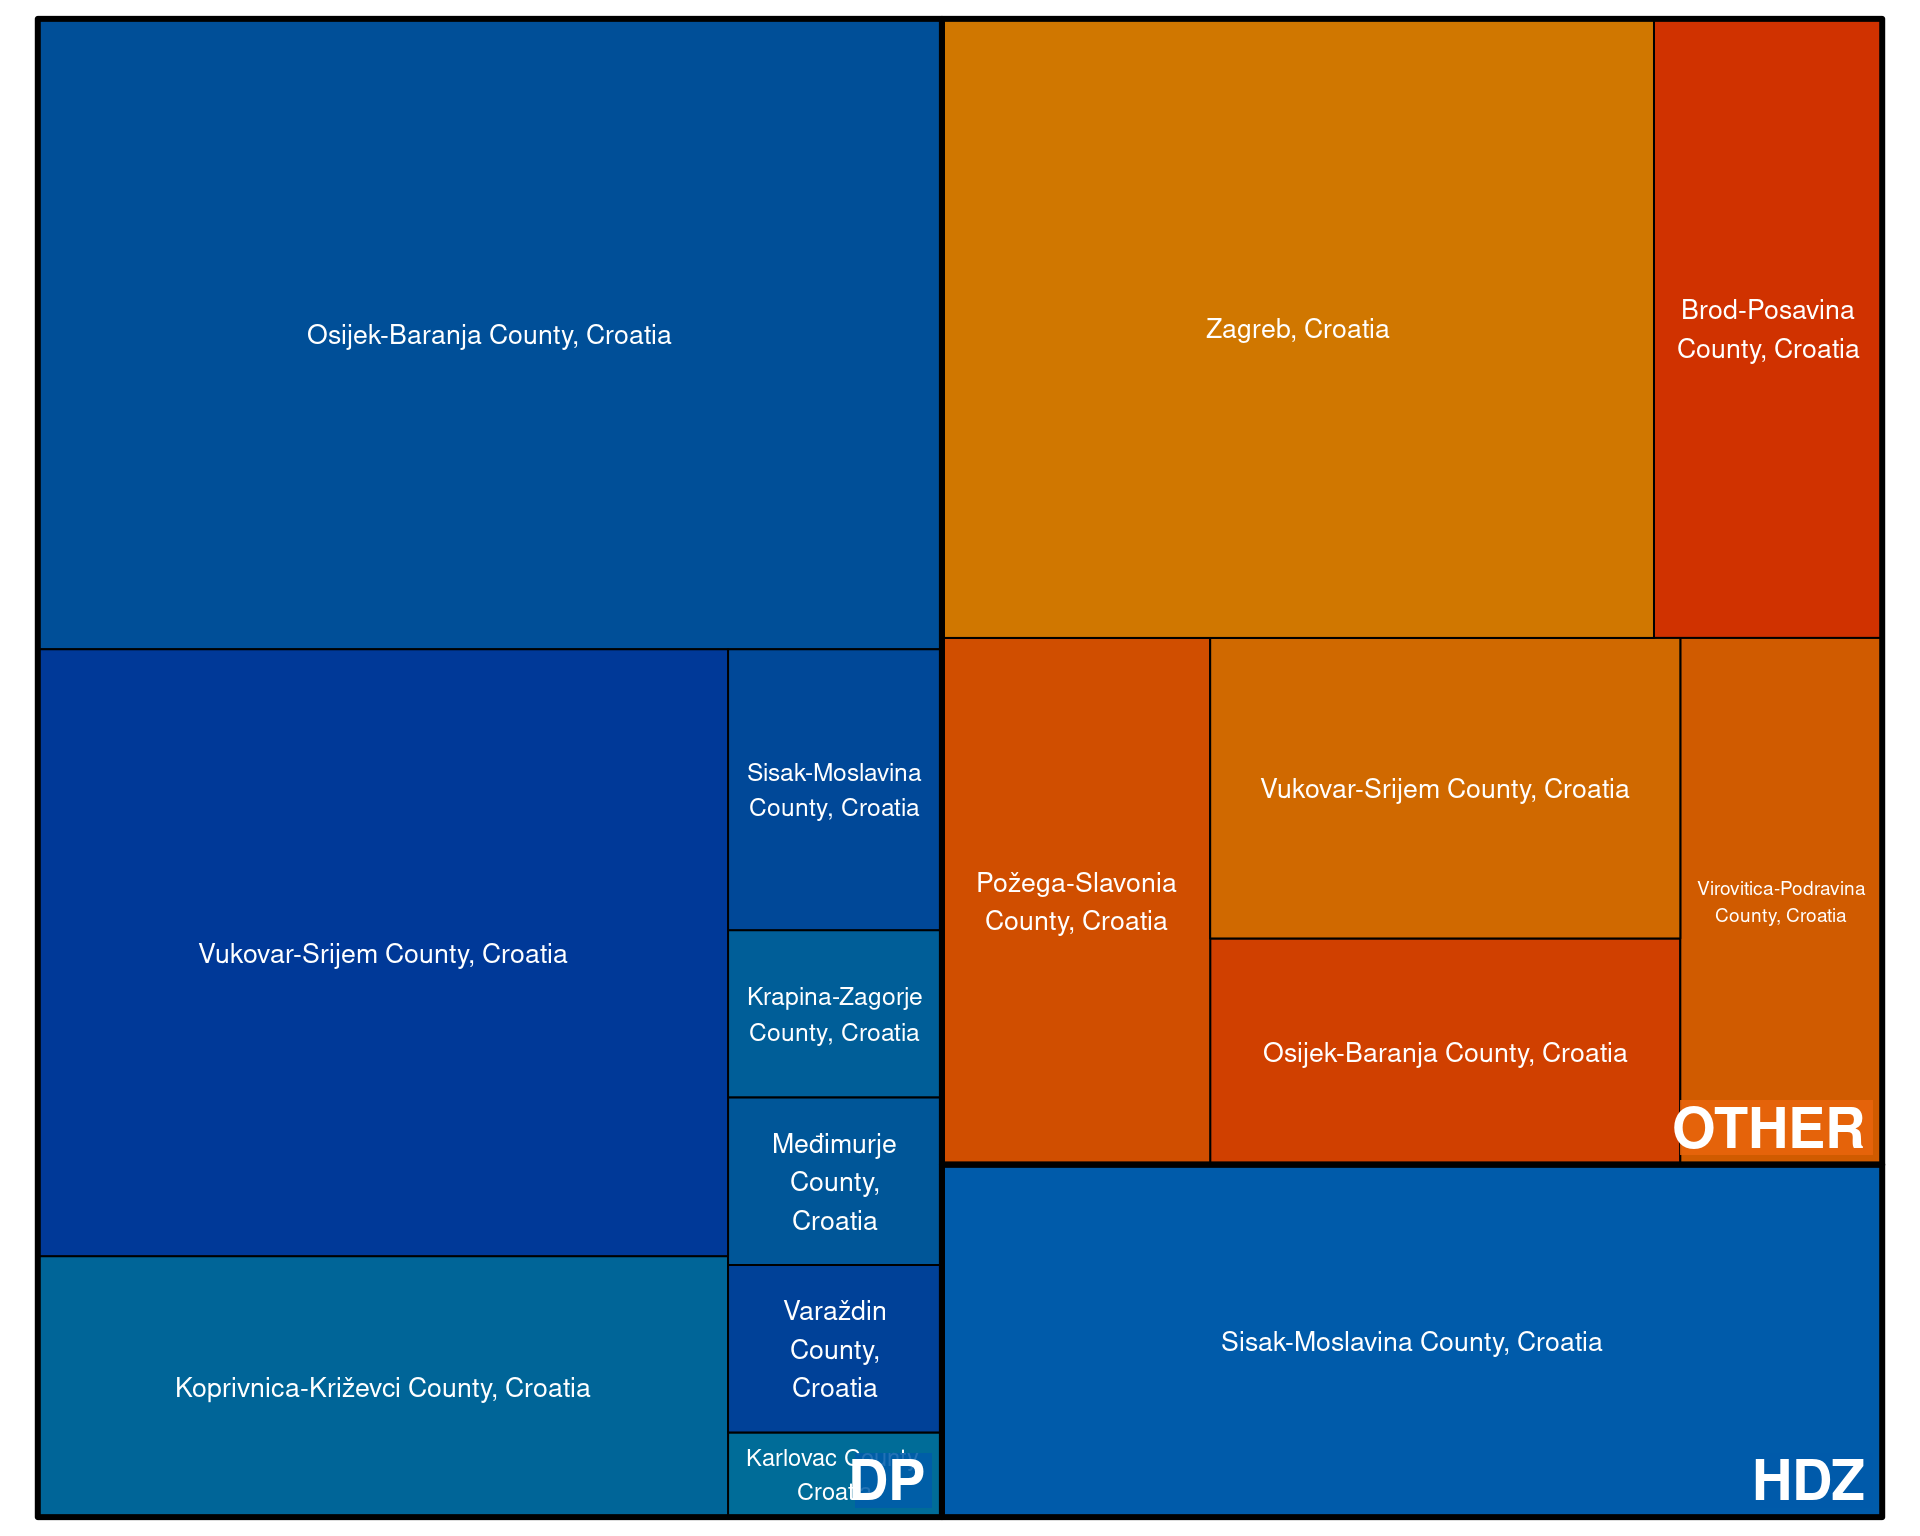 Osijek-Baranja County, Croatia
Vukovar-Srijem County, Croatia
Sisak-Moslavina
County, Croatia
Krapina-Zagorje
County, Croatia
Međimurje
County,
Croatia
Varaždin
County,
Croatia
Koprivnica-Križevci County, Croatia
Karlovac County,
Croatia
DP
Zagreb, Croatia
Brod-Posavina
County, Croatia
Požega-Slavonia
County, Croatia
Vukovar-Srijem County, Croatia
Osijek-Baranja County, Croatia
Virovitica-Podravina
County, Croatia
OTHER
Sisak-Moslavina County, Croatia
HDZ